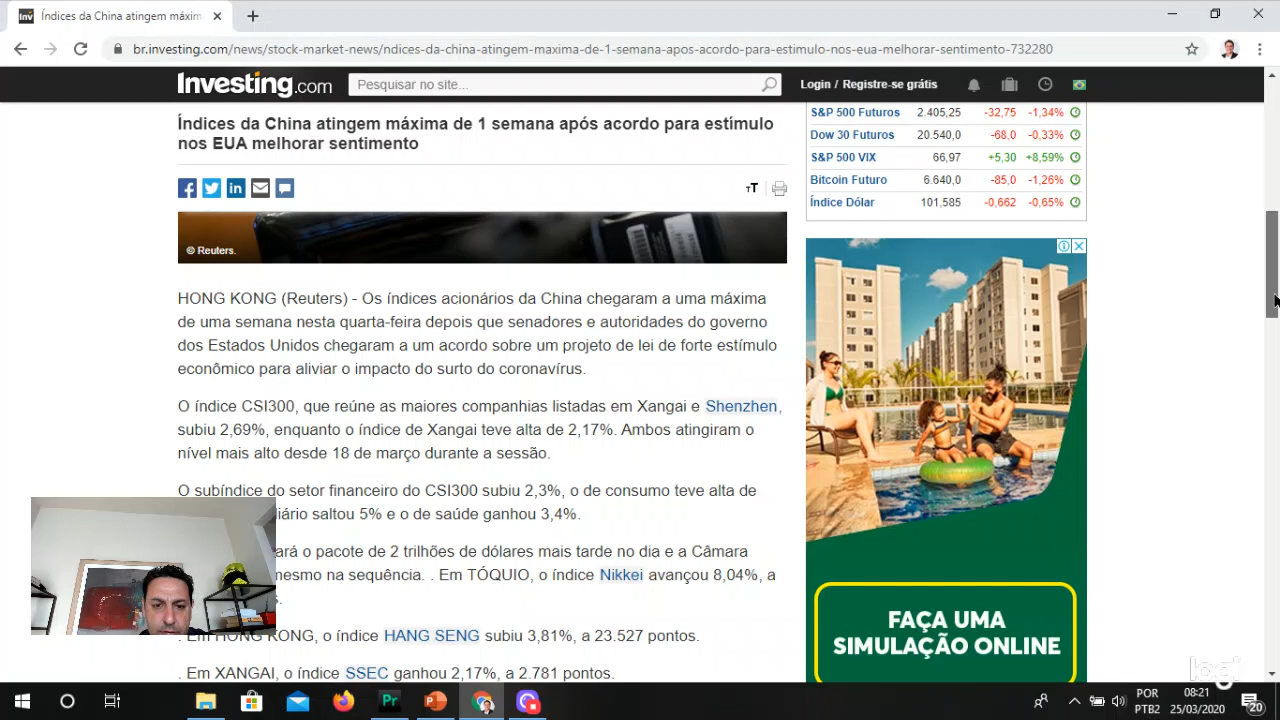 Índices da China atingem máxim
br.investing.com/news/stock-market-news/ndices-da-china-atingem-maxima-de-1-semana-apos-acordo-para-estimulo-nos-eua-melhorar-sentimento-732280
Investing.com
Pesquisar no site...
Login / Registre-se grátis
Índices da China atingem máxima de 1 semana após acordo para estímulo
nos EUA melhorar sentimento
S&P 500 Futuros 2.405,25 -32,75 -1,34%
Dow 30 Futuros 20.540,0 -68,0 -0,33%
S&P 500 VIX 66,97 +5,30 +8,59%
Bitcoin Futuro 6.640,0 -85,0 -1,26%
Índice Dólar 101,585 -0,662 -0,65%
© Reuters.
HONG KONG (Reuters) - Os índices acionários da China chegaram a uma máxima
de uma semana nesta quarta-feira depois que senadores e autoridades do governo
dos Estados Unidos chegaram a um acordo sobre um projeto de lei de forte estímulo
econômico para aliviar o impacto do surto do coronavírus.
O índice CSI300, que reúne as maiores companhias listadas em Xangai e Shenzhen,
subiu 2,69%, enquanto o índice de Xangai teve alta de 2,17%. Ambos atingiram o
nível mais alto desde 18 de março durante a sessão.
O subíndice do setor financeiro do CSI300 subiu 2,3%, o de consumo teve alta de
iário saltou 5% e o de saúde ganhou 3,4%.
ará o pacote de 2 trilhões de dólares mais tarde no dia e a Câmara
mesmo na sequência. . Em TÓQUIO, o índice Nikkei avançou 8,04%, a
s.
. Em HONG KONG, o índice HANG SENG subiu 3,81%, a 23.527 pontos.
. Em XANGAI, o índice SSEC ganhou 2,17%, a 2.781 pontos.
FAÇA UMA
SIMULAÇÃO ONLINE
logi
POR
PTB2
08:21
25/03/2020
20